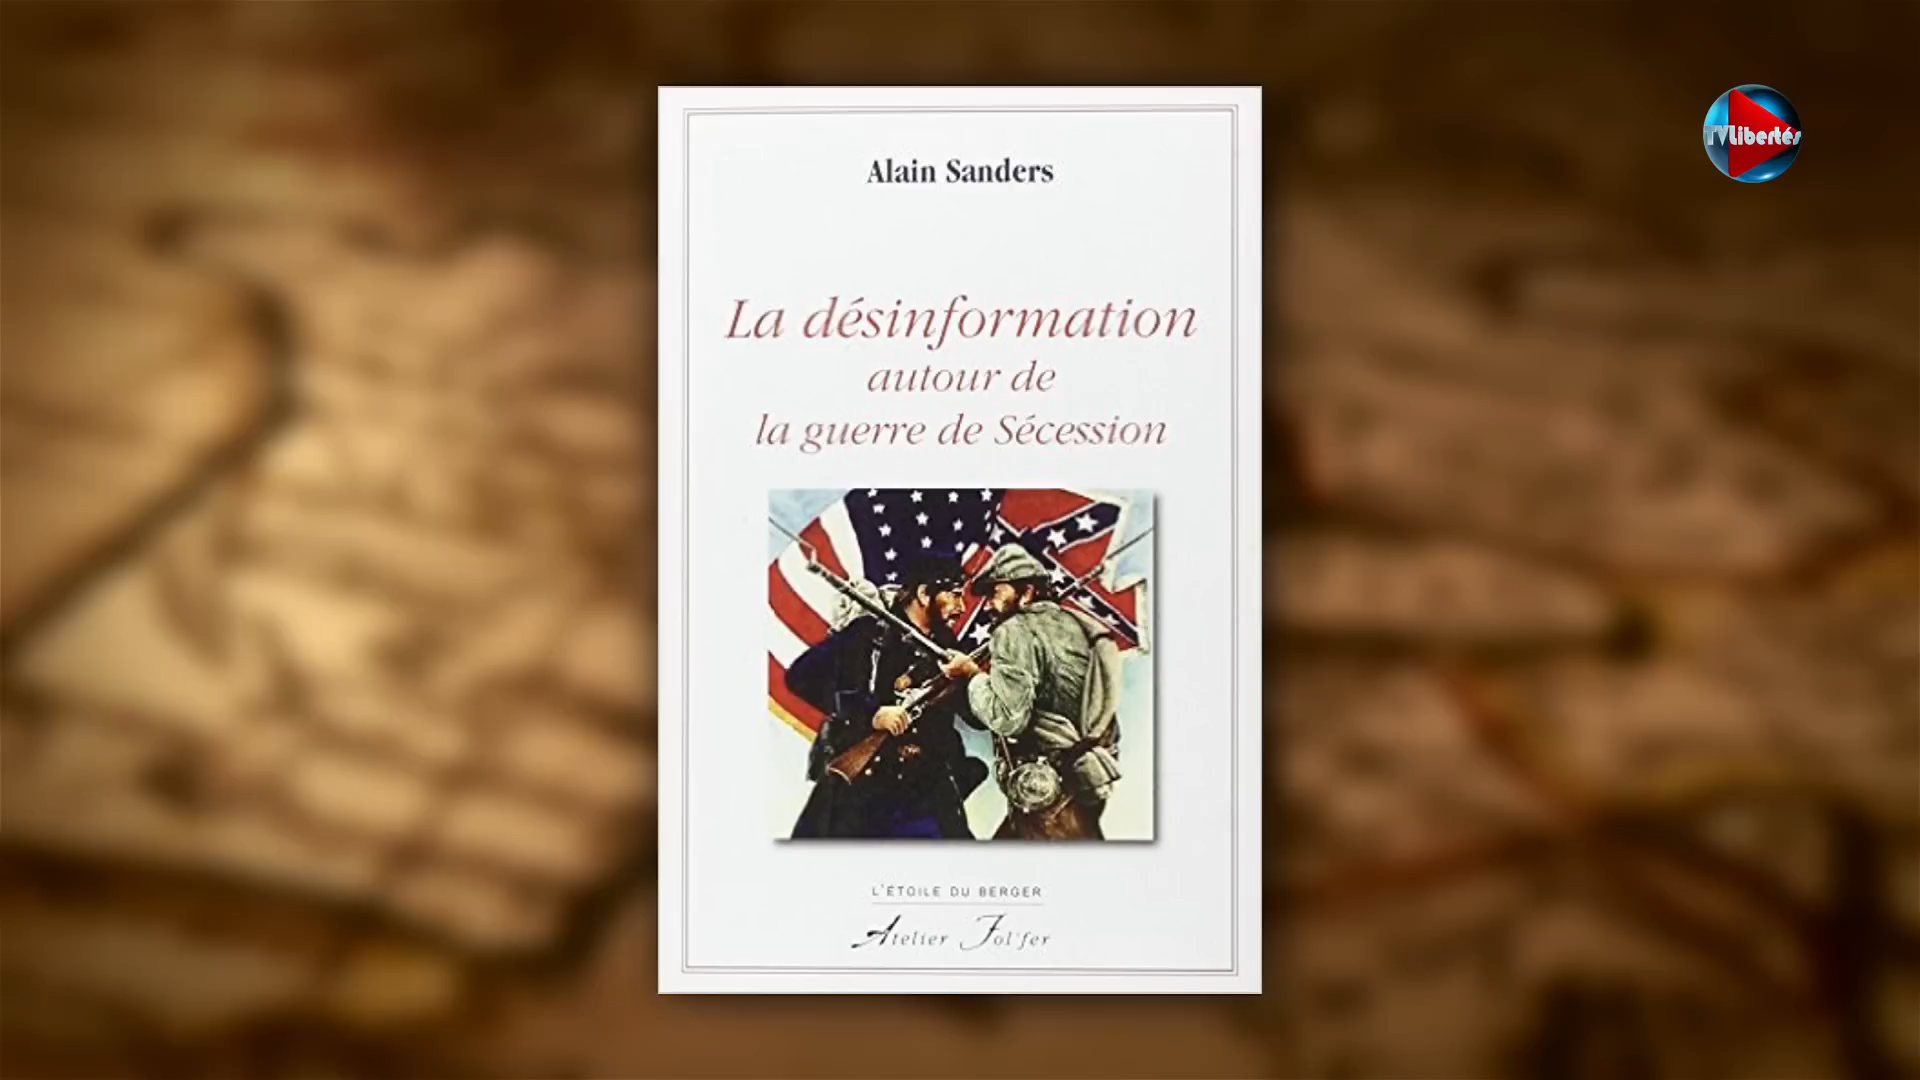 TVLibertés
Alain Sanders
La désinformation
autour de
la guerre de Sécession
L'ÉTOILE DU BERGER
Atelier Fol'fer